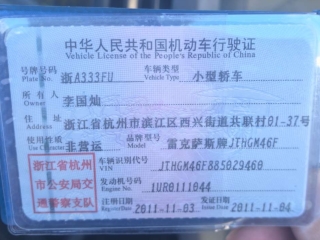 中华人民共和国机动车行驶证
Vehicle License of the People's Republic of China
号牌号码 浙A333FU 车辆类型 小型轿车
Plate No. Vehicle Type
所有人 李国灿
Owner
住址 浙江省杭州市滨江区西兴街道共联村01-37号
Address
使用性质 非营运 品牌型号 雷克萨斯牌JTHGM46F
Use Character Model
浙江省杭州市公安局交通警察支队
车辆识别代号 JTHGM46F885029460
VIN
发动机号码 1UR0111044
Engine No.
注册日期 2011-11-03 发证日期 2011-11-04
Register Date Issue Date